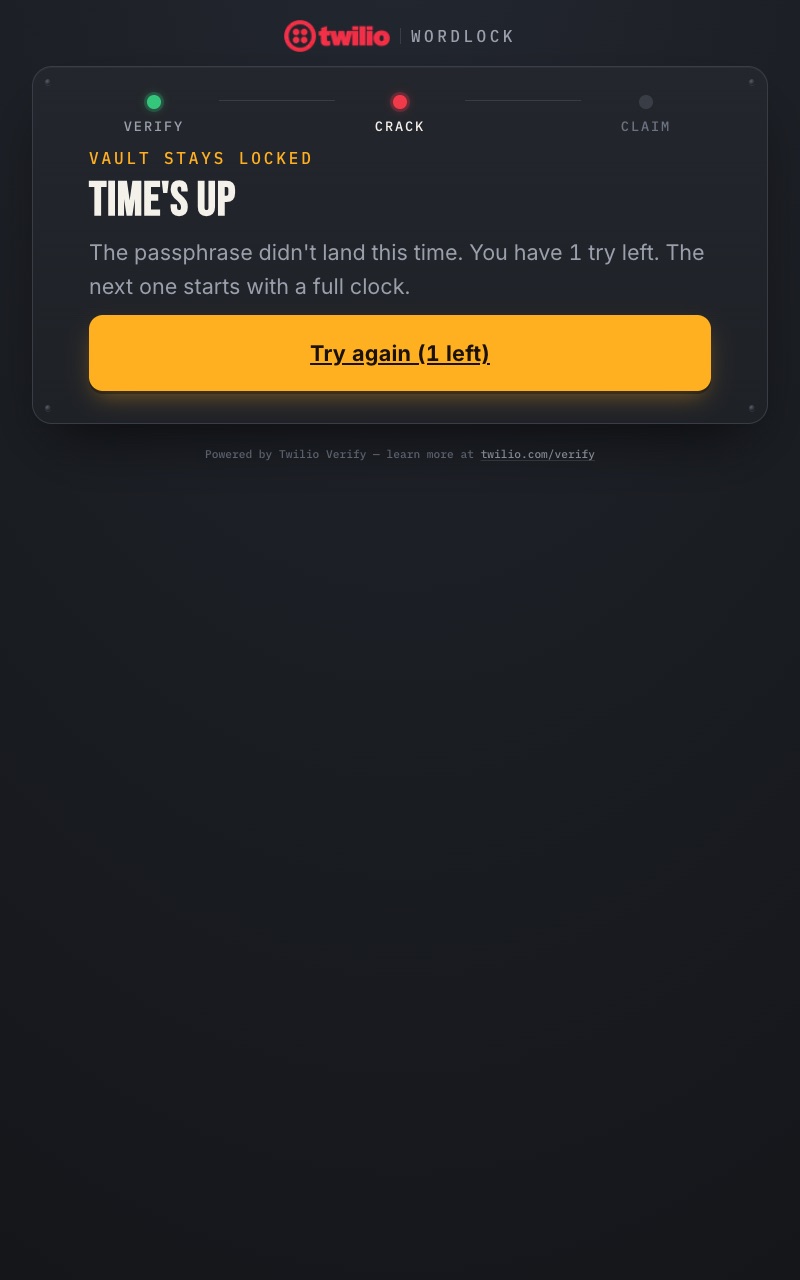 twilio WORDLOCK
VERIFY CRACK CLAIM
VAULT STAYS LOCKED
TIME'S UP
The passphrase didn't land this time. You have 1 try left. The
next one starts with a full clock.
Try again (1 left)
Powered by Twilio Verify — learn more at twilio.com/verify